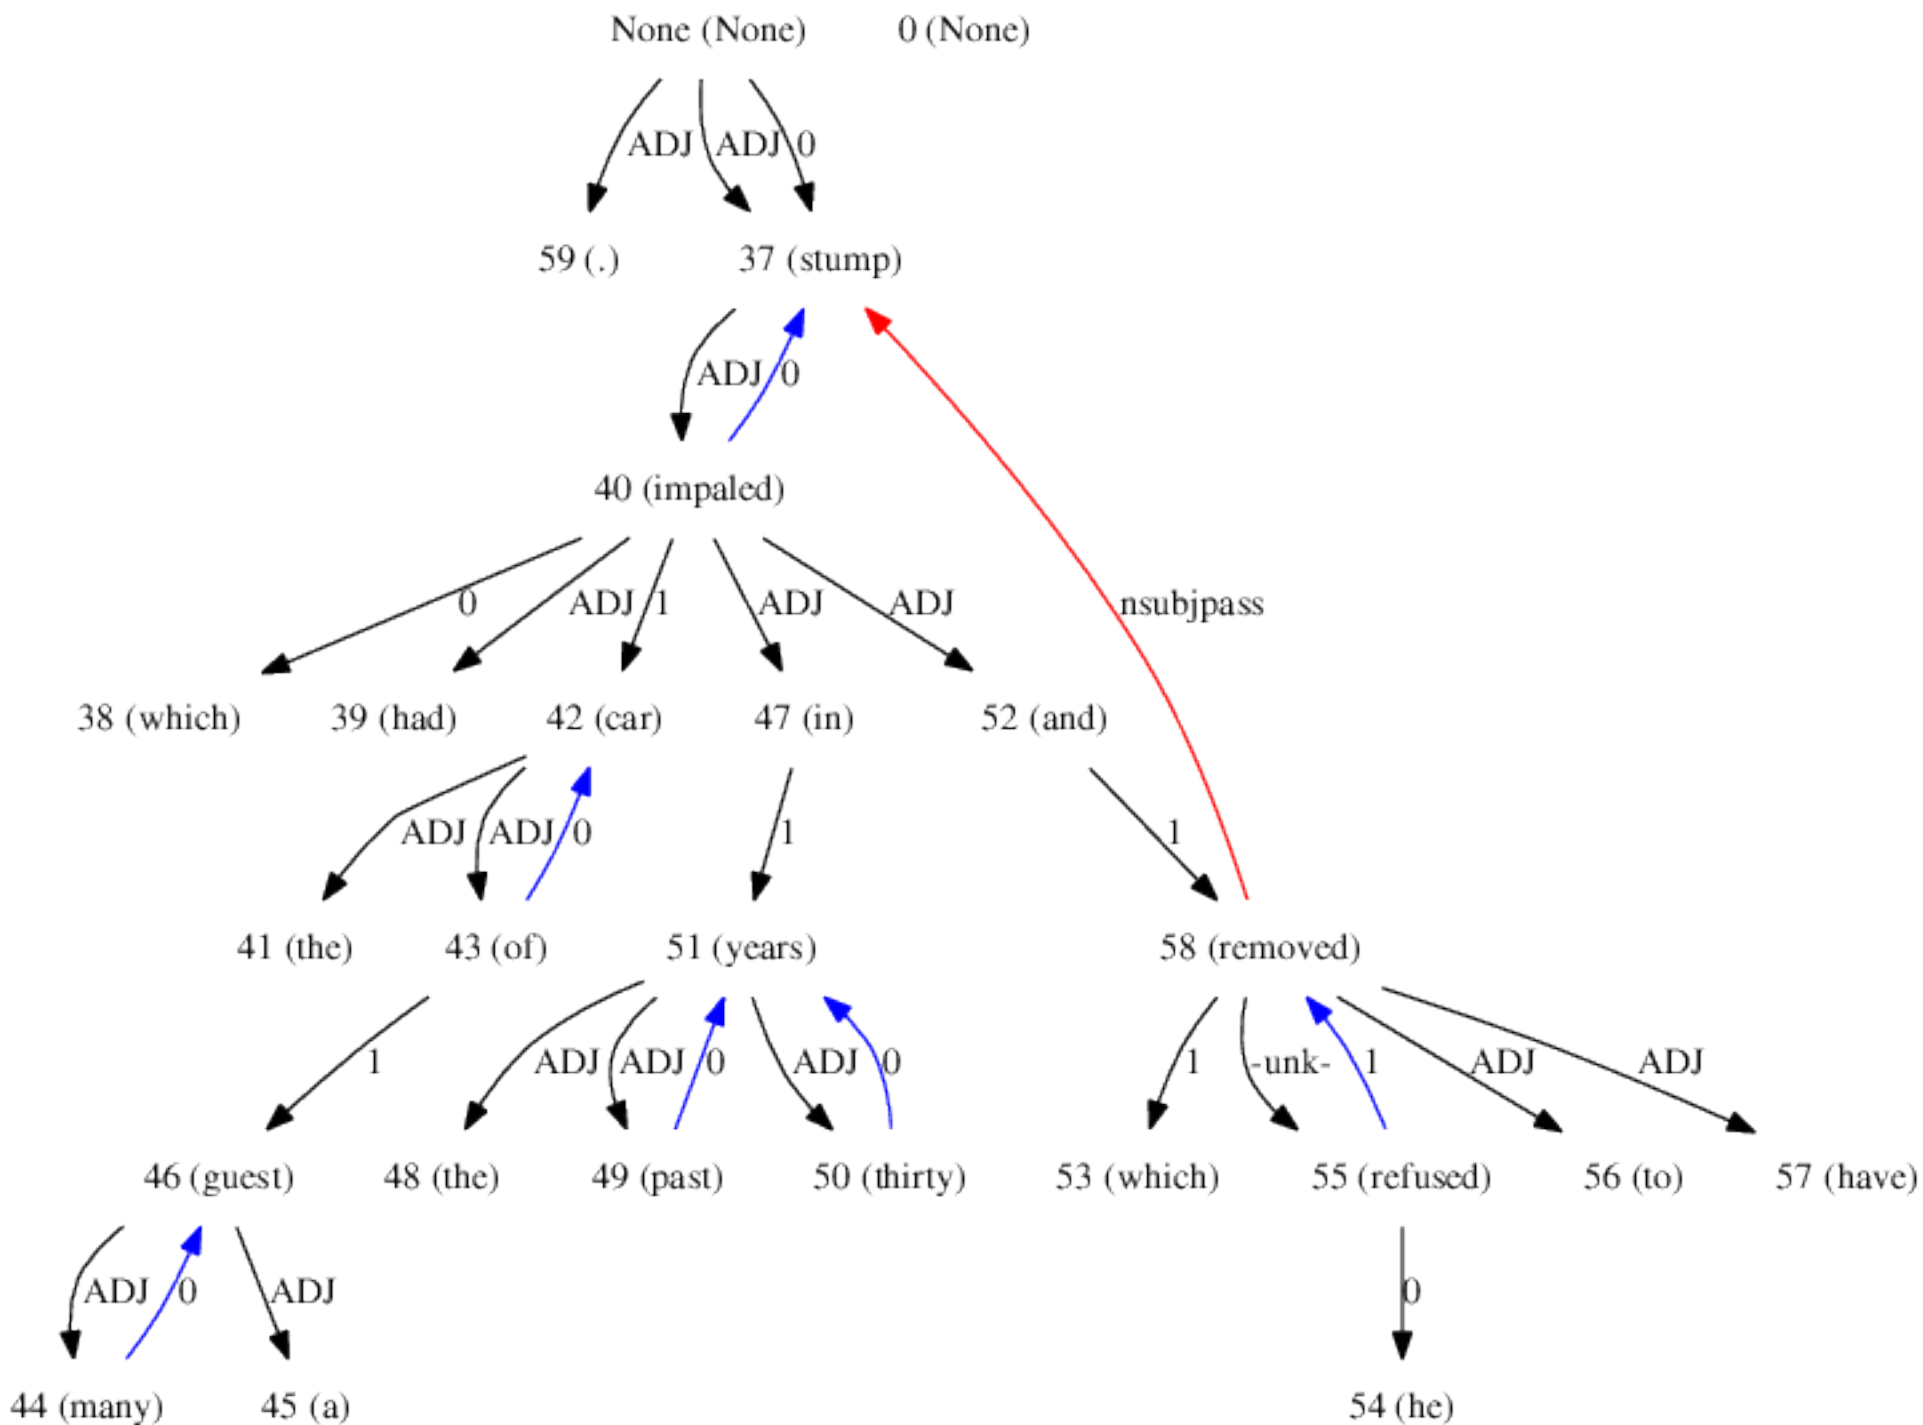 None (None) 0 (None)
ADJ ADJ 0
59 (.) 37 (stump)
ADJ 0
40 (impaled)
0 ADJ 1 ADJ ADJ nsubjpass
38 (which) 39 (had) 42 (car) 47 (in) 52 (and)
ADJ ADJ 0 1 1
41 (the) 43 (of) 51 (years) 58 (removed)
1 ADJ ADJ 0 ADJ 0 1 -unk- 1 ADJ ADJ
46 (guest) 48 (the) 49 (past) 50 (thirty) 53 (which) 55 (refused) 56 (to) 57 (have)
ADJ 0 ADJ 0
44 (many) 45 (a) 54 (he)